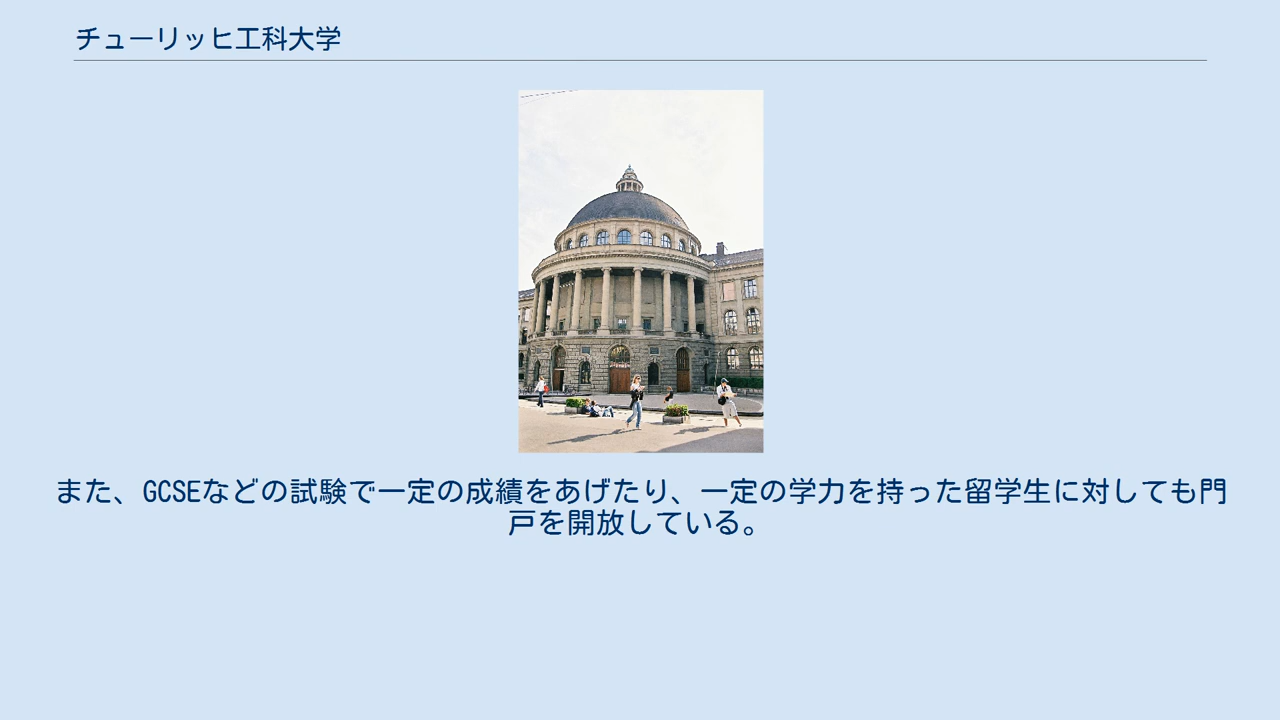 チューリッヒ工科大学
また、GCSEなどの試験で一定の成績をあげたり、一定の学力を持った留学生に対しても門
戸を開放している。